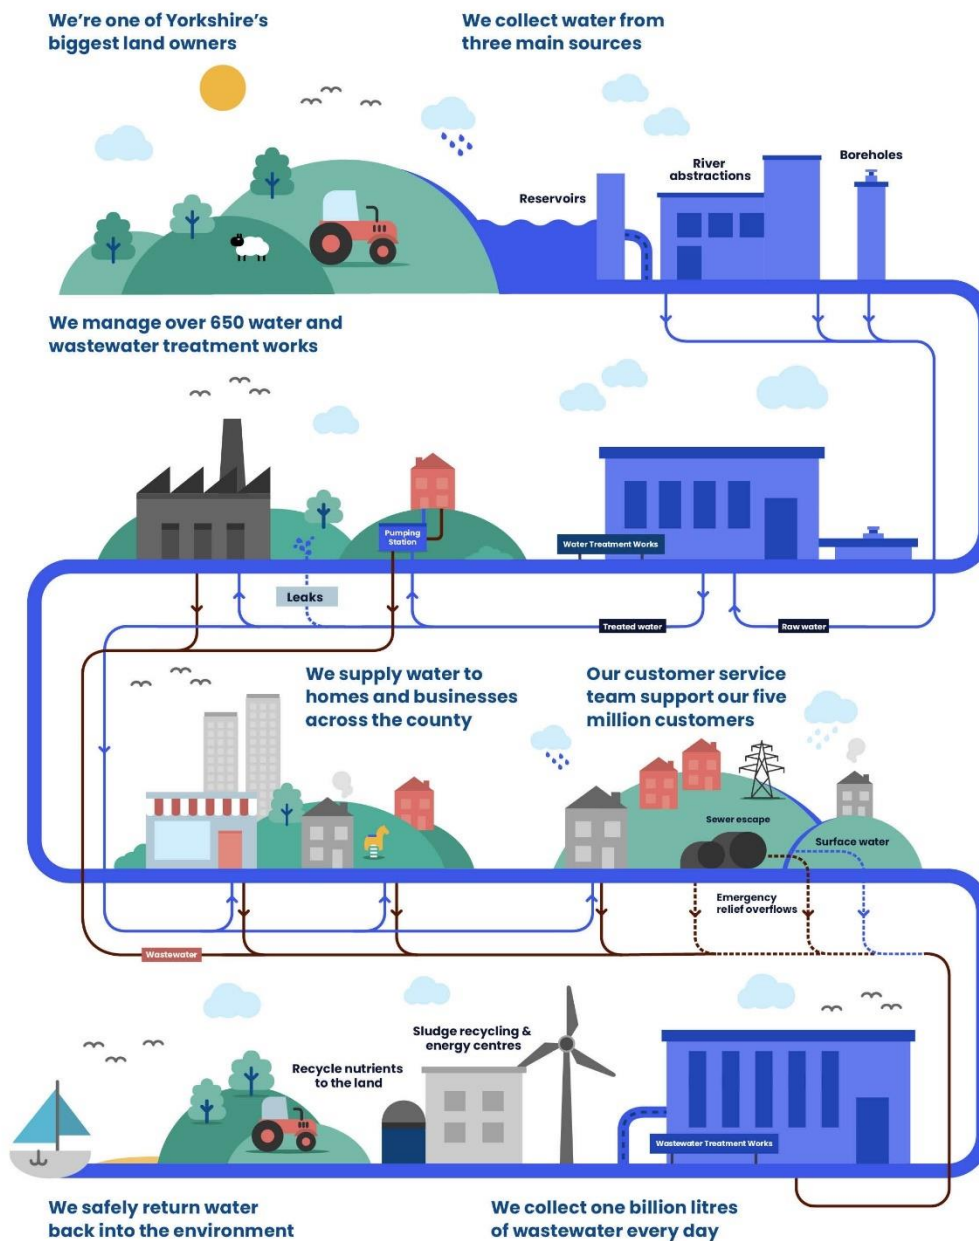 We're one of Yorkshire's
biggest land owners
We collect water from
three main sources
Reservoirs
River
abstractions
Boreholes
We manage over 650 water and
wastewater treatment works
Pumping
Station
Water Treatment Works
Leaks
Treated water
Raw water
We supply water to
homes and businesses
across the county
Our customer service
team support our five
million customers
Sewer escape
Surface water
Emergency
relief overflows
Wastewater
Sludge recycling &
energy centres
Recycle nutrients
to the land
Wastewater Treatment Works
We safely return water
back into the environment
We collect one billion litres
of wastewater every day